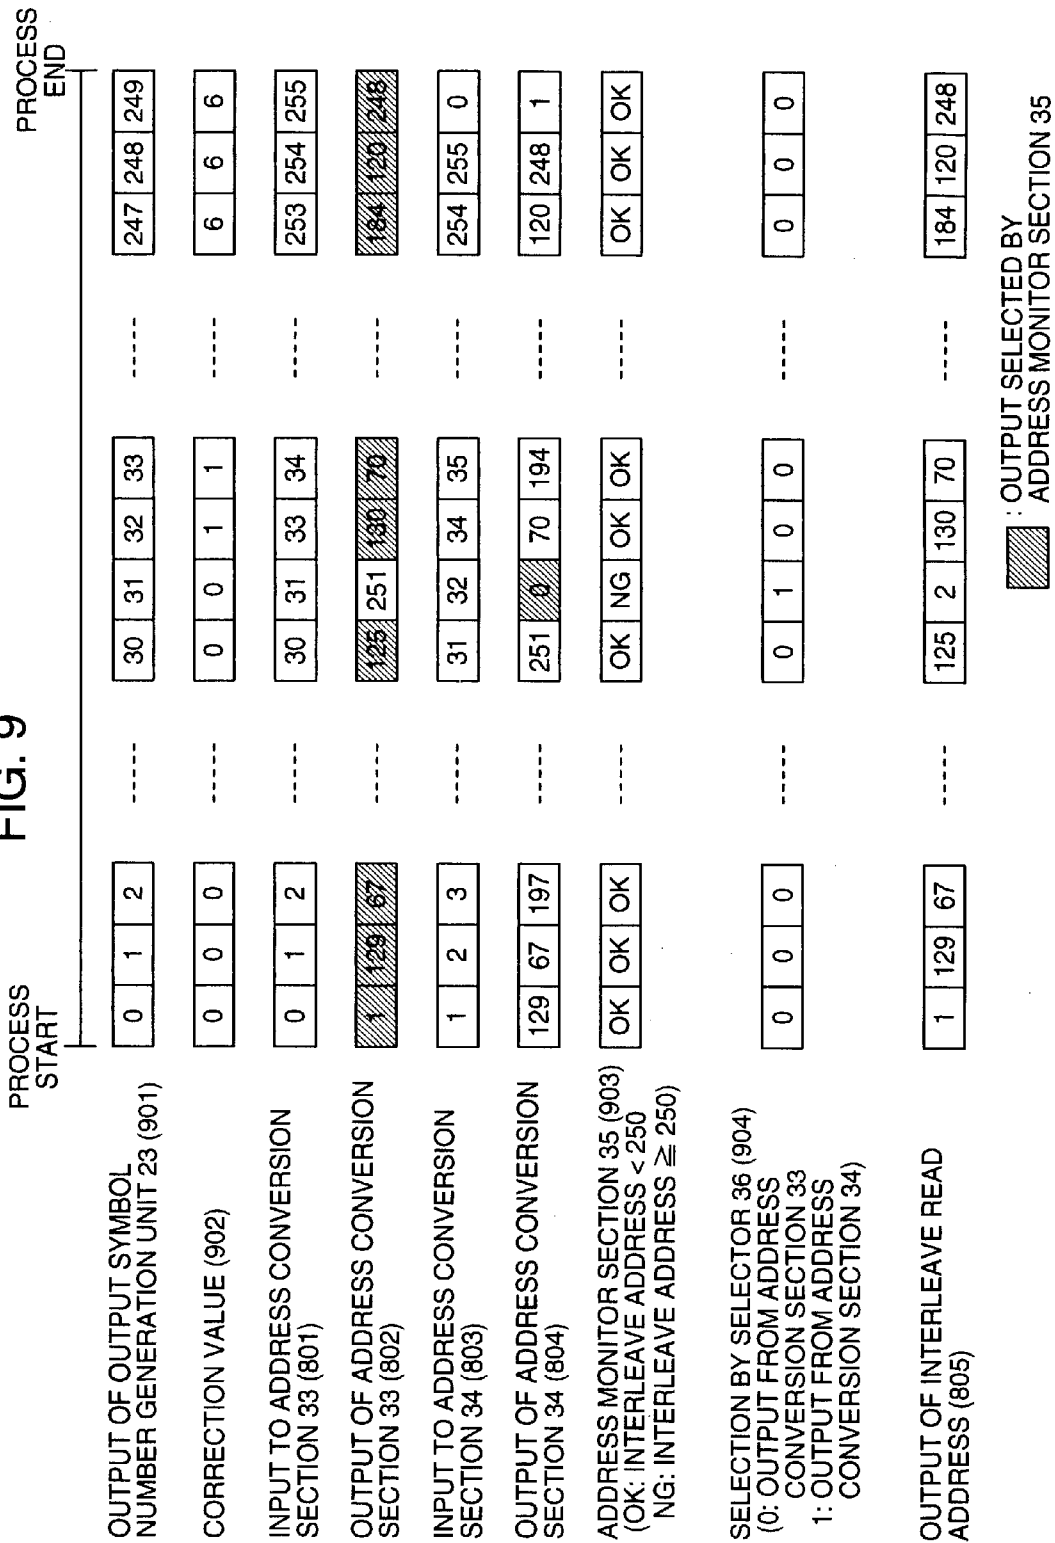 FIG. 9
PROCESS START
PROCESS END
OUTPUT OF OUTPUT SYMBOL
NUMBER GENERATION UNIT 23 (901)
0 1 2 ------ 30 31 32 33 ------ 247 248 249
CORRECTION VALUE (902)
0 0 0 ------ 0 0 1 1 ------ 6 6 6
INPUT TO ADDRESS CONVERSION
SECTION 33 (801)
0 1 2 ------ 30 31 33 34 ------ 253 254 255
OUTPUT OF ADDRESS CONVERSION
SECTION 33 (802)
1 129 67 ------ 125 251 130 70 ------ 184 120 248
INPUT TO ADDRESS CONVERSION
SECTION 34 (803)
1 2 3 ------ 31 32 34 35 ------ 254 255 0
OUTPUT OF ADDRESS CONVERSION
SECTION 34 (804)
129 67 197 ------ 251 0 70 194 ------ 120 248 1
ADDRESS MONITOR SECTION 35 (903)
(OK: INTERLEAVE ADDRESS < 250
NG: INTERLEAVE ADDRESS ≧ 250)
OK OK OK ------ OK NG OK OK ------ OK OK OK
SELECTION BY SELECTOR 36 (904)
(0: OUTPUT FROM ADDRESS
CONVERSION SECTION 33
1: OUTPUT FROM ADDRESS
CONVERSION SECTION 34)
0 0 0 ------ 0 1 0 0 ------ 0 0 0
OUTPUT OF INTERLEAVE READ
ADDRESS (805)
1 129 67 ------ 125 2 130 70 ------ 184 120 248
: OUTPUT SELECTED BY
ADDRESS MONITOR SECTION 35